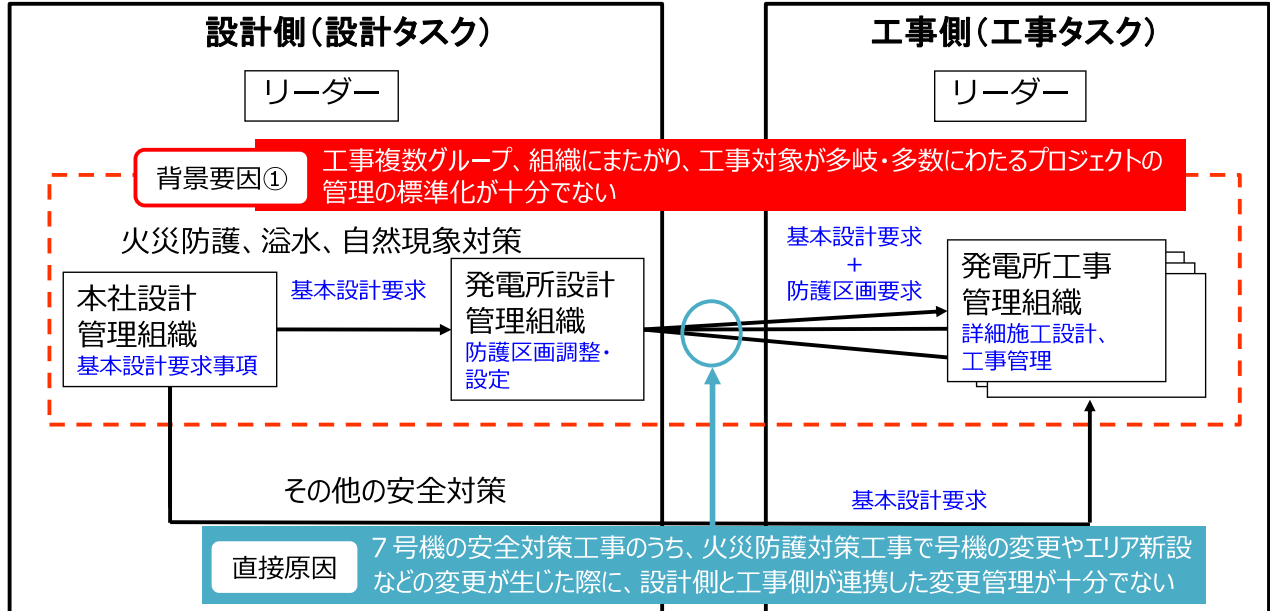 設計側（設計タスク）
工事側（工事タスク）
リーダー
リーダー
背景要因①
工事複数グループ、組織にまたがり、工事対象が多岐・多数にわたるプロジェクトの
管理の標準化が十分でない
火災防護、溢水、自然現象対策
本社設計
管理組織
基本設計要求事項
基本設計要求
発電所設計
管理組織
防護区画調整・
設定
基本設計要求
+
防護区画要求
発電所工事
管理組織
詳細施工設計、
工事管理
その他の安全対策
基本設計要求
直接原因
７号機の安全対策工事のうち、火災防護対策工事で号機の変更やエリア新設
などの変更が生じた際に、設計側と工事側が連携した変更管理が十分でない